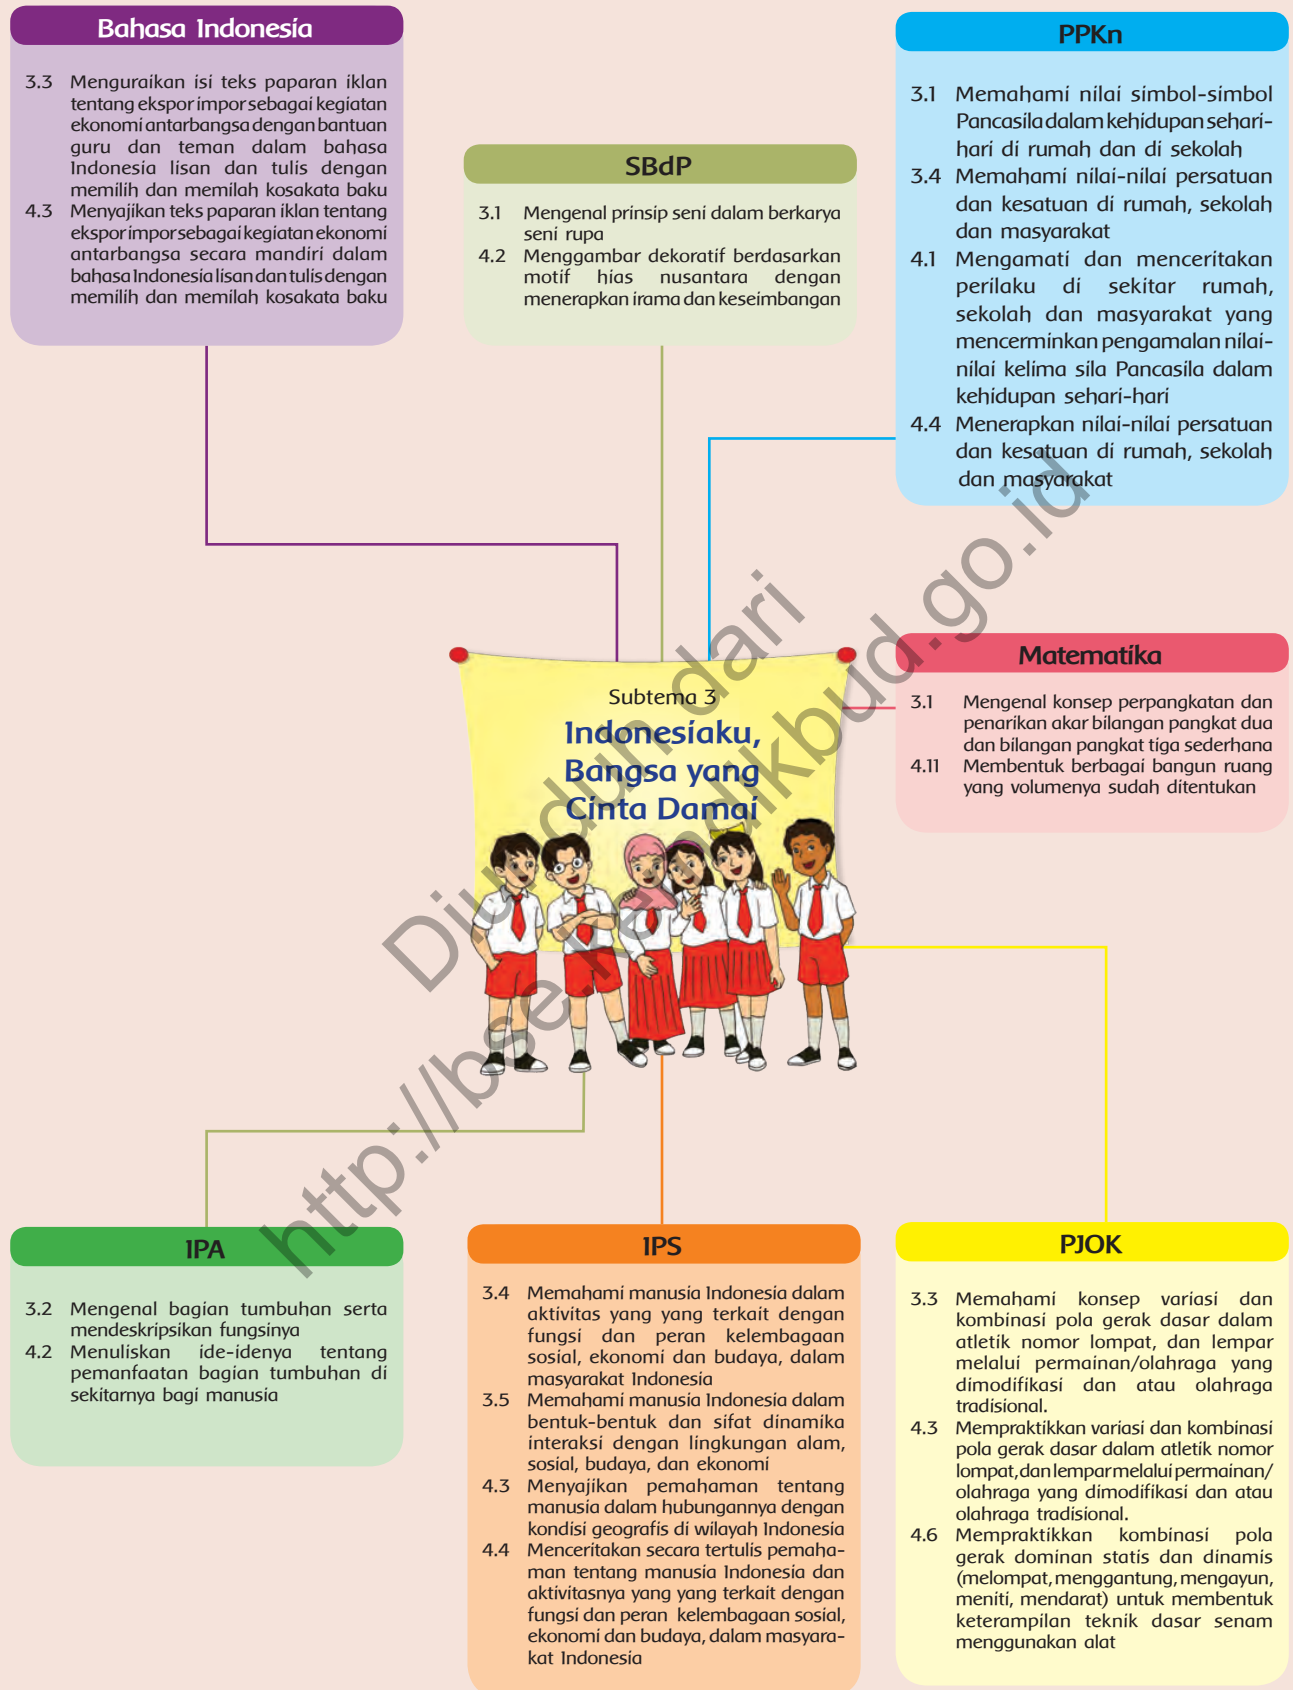 Bahasa Indonesia
3.3 Menguraikan isi teks paparan iklan
tentang ekspor impor sebagai kegiatan
ekonomi antarbangsa dengan bantuan
guru dan teman dalam bahasa
Indonesia lisan dan tulis dengan
memilih dan memilah kosakata baku
4.3 Menyajikan teks paparan iklan tentang
ekspor impor sebagai kegiatan ekonomi
antarbangsa secara mandiri dalam
bahasa Indonesia lisan dan tulis dengan
memilih dan memilah kosakata baku
SBdP
3.1 Mengenal prinsip seni dalam berkarya
seni rupa
4.2 Menggambar dekoratif berdasarkan
motif hias nusantara dengan
menerapkan irama dan keseimbangan
PPKn
3.1 Memahami nilai simbol-simbol
Pancasila dalam kehidupan sehari-
hari di rumah dan di sekolah
3.4 Memahami nilai-nilai persatuan
dan kesatuan di rumah, sekolah
dan masyarakat
4.1 Mengamati dan menceritakan
perilaku di sekitar rumah,
sekolah dan masyarakat yang
mencerminkan pengamalan nilai-
nilai kelima sila Pancasila dalam
kehidupan sehari-hari
4.4 Menerapkan nilai-nilai persatuan
dan kesatuan di rumah, sekolah
dan masyarakat
Subtema 3
Indonesiaku,
Bangsa yang
Cinta Damai
Matematika
3.1 Mengenal konsep perpangkatan dan
penarikan akar bilangan pangkat dua
dan bilangan pangkat tiga sederhana
4.11 Membentuk berbagai bangun ruang
yang volumenya sudah ditentukan
Diunduh dari
http://bse.kemdikbud.go.id
IPA
3.2 Mengenal bagian tumbuhan serta
mendeskripsikan fungsinya
4.2 Menuliskan ide-idenya tentang
pemanfaatan bagian tumbuhan di
sekitarnya bagi manusia
IPS
3.4 Memahami manusia Indonesia dalam
aktivitas yang yang terkait dengan
fungsi dan peran kelembagaan
sosial, ekonomi dan budaya, dalam
masyarakat Indonesia
3.5 Memahami manusia Indonesia dalam
bentuk-bentuk dan sifat dinamika
interaksi dengan lingkungan alam,
sosial, budaya, dan ekonomi
4.3 Menyajikan pemahaman tentang
manusia dalam hubungannya dengan
kondisi geografis di wilayah Indonesia
4.4 Menceritakan secara tertulis pemaha-
man tentang manusia Indonesia dan
aktivitasnya yang yang terkait dengan
fungsi dan peran kelembagaan sosial,
ekonomi dan budaya, dalam masyara-
kat Indonesia
PJOK
3.3 Memahami konsep variasi dan
kombinasi pola gerak dasar dalam
atletik nomor lompat, dan lempar
melalui permainan/olahraga yang
dimodifikasi dan atau olahraga
tradisional.
4.3 Mempraktikkan variasi dan kombinasi
pola gerak dasar dalam atletik nomor
lompat, dan lempar melalui permainan/
olahraga yang dimodifikasi dan atau
olahraga tradisional.
4.6 Mempraktikkan kombinasi pola
gerak dominan statis dan dinamis
(melompat, menggantung, mengayun,
meniti, mendarat) untuk membentuk
keterampilan teknik dasar senam
menggunakan alat